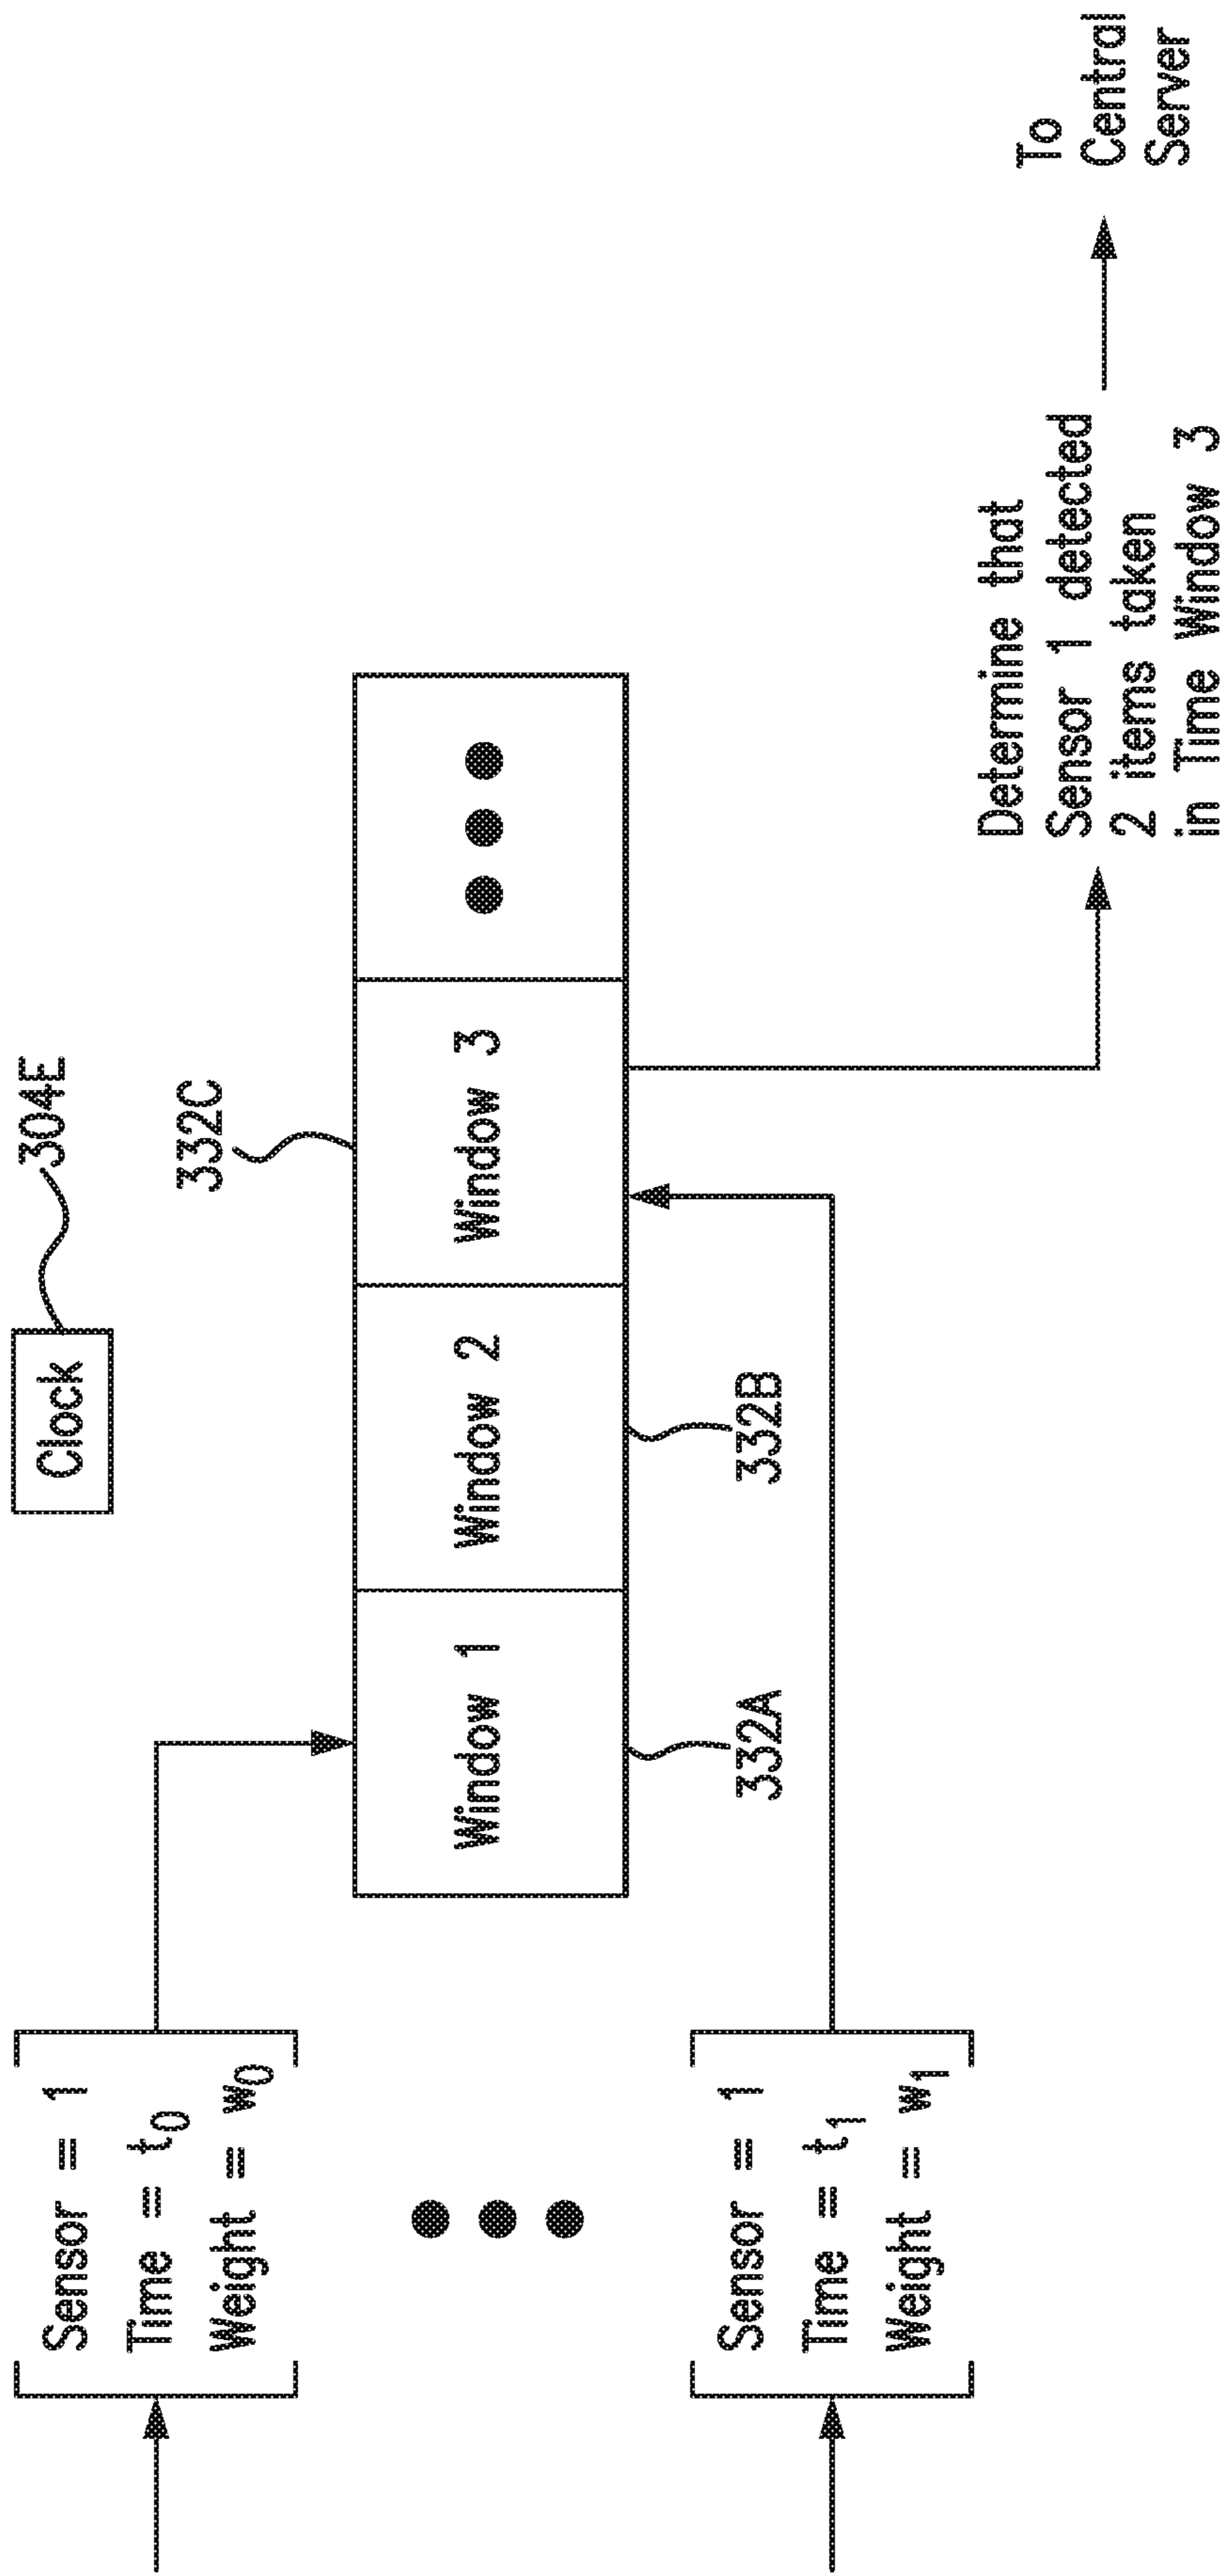 Clock
304E
Sensor = 1
Time = t₀
Weight = w₀
332C
Window 1
Window 2
Window 3
332A
332B
Sensor = 1
Time = t₁
Weight = w₁
Determine that
Sensor 1 detected
2 items taken
in Time Window 3
To
Central
Server